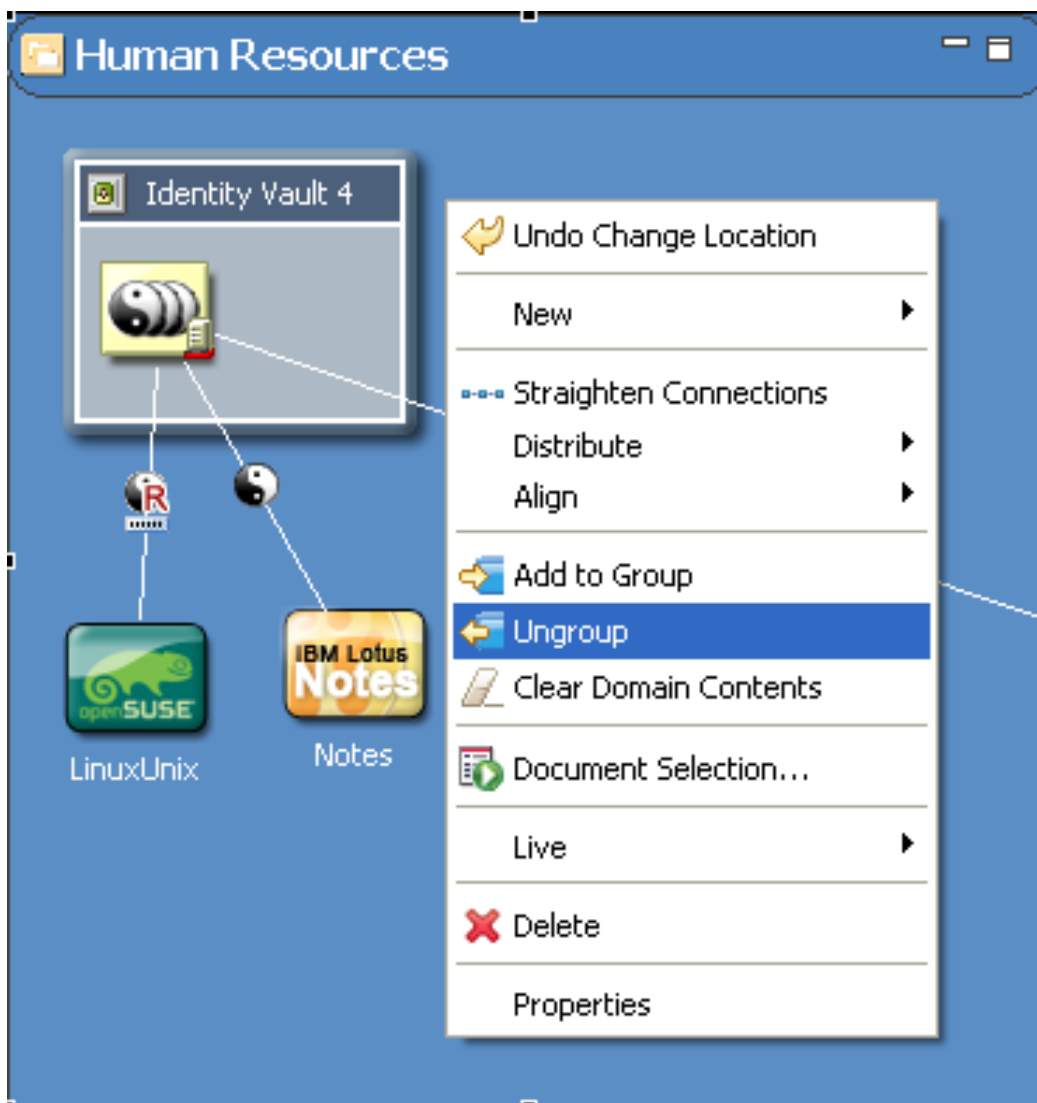 Human Resources
Identity Vault 4
Undo Change Location
New
Straighten Connections
Distribute
Align
R
Add to Group
Ungroup
IBM Lotus
Notes
openSUSE
Clear Domain Contents
Notes
LinuxUnix
Document Selection...
Live
Delete
Properties